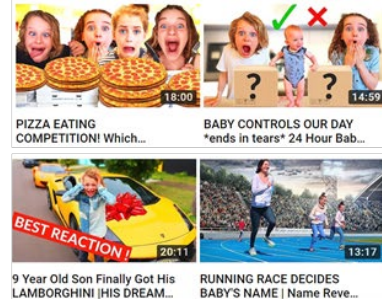 18:00
14:59
PIZZA EATING
COMPETITION! Which...
BABY CONTROLS OUR DAY
*ends in tears* 24 Hour Bab...
? ?
BEST REACTION !
20:11
13:17
9 Year Old Son Finally Got His
LAMBORGHINI |HIS DREAM...
RUNNING RACE DECIDES
BABY'S NAME | Name Reve...